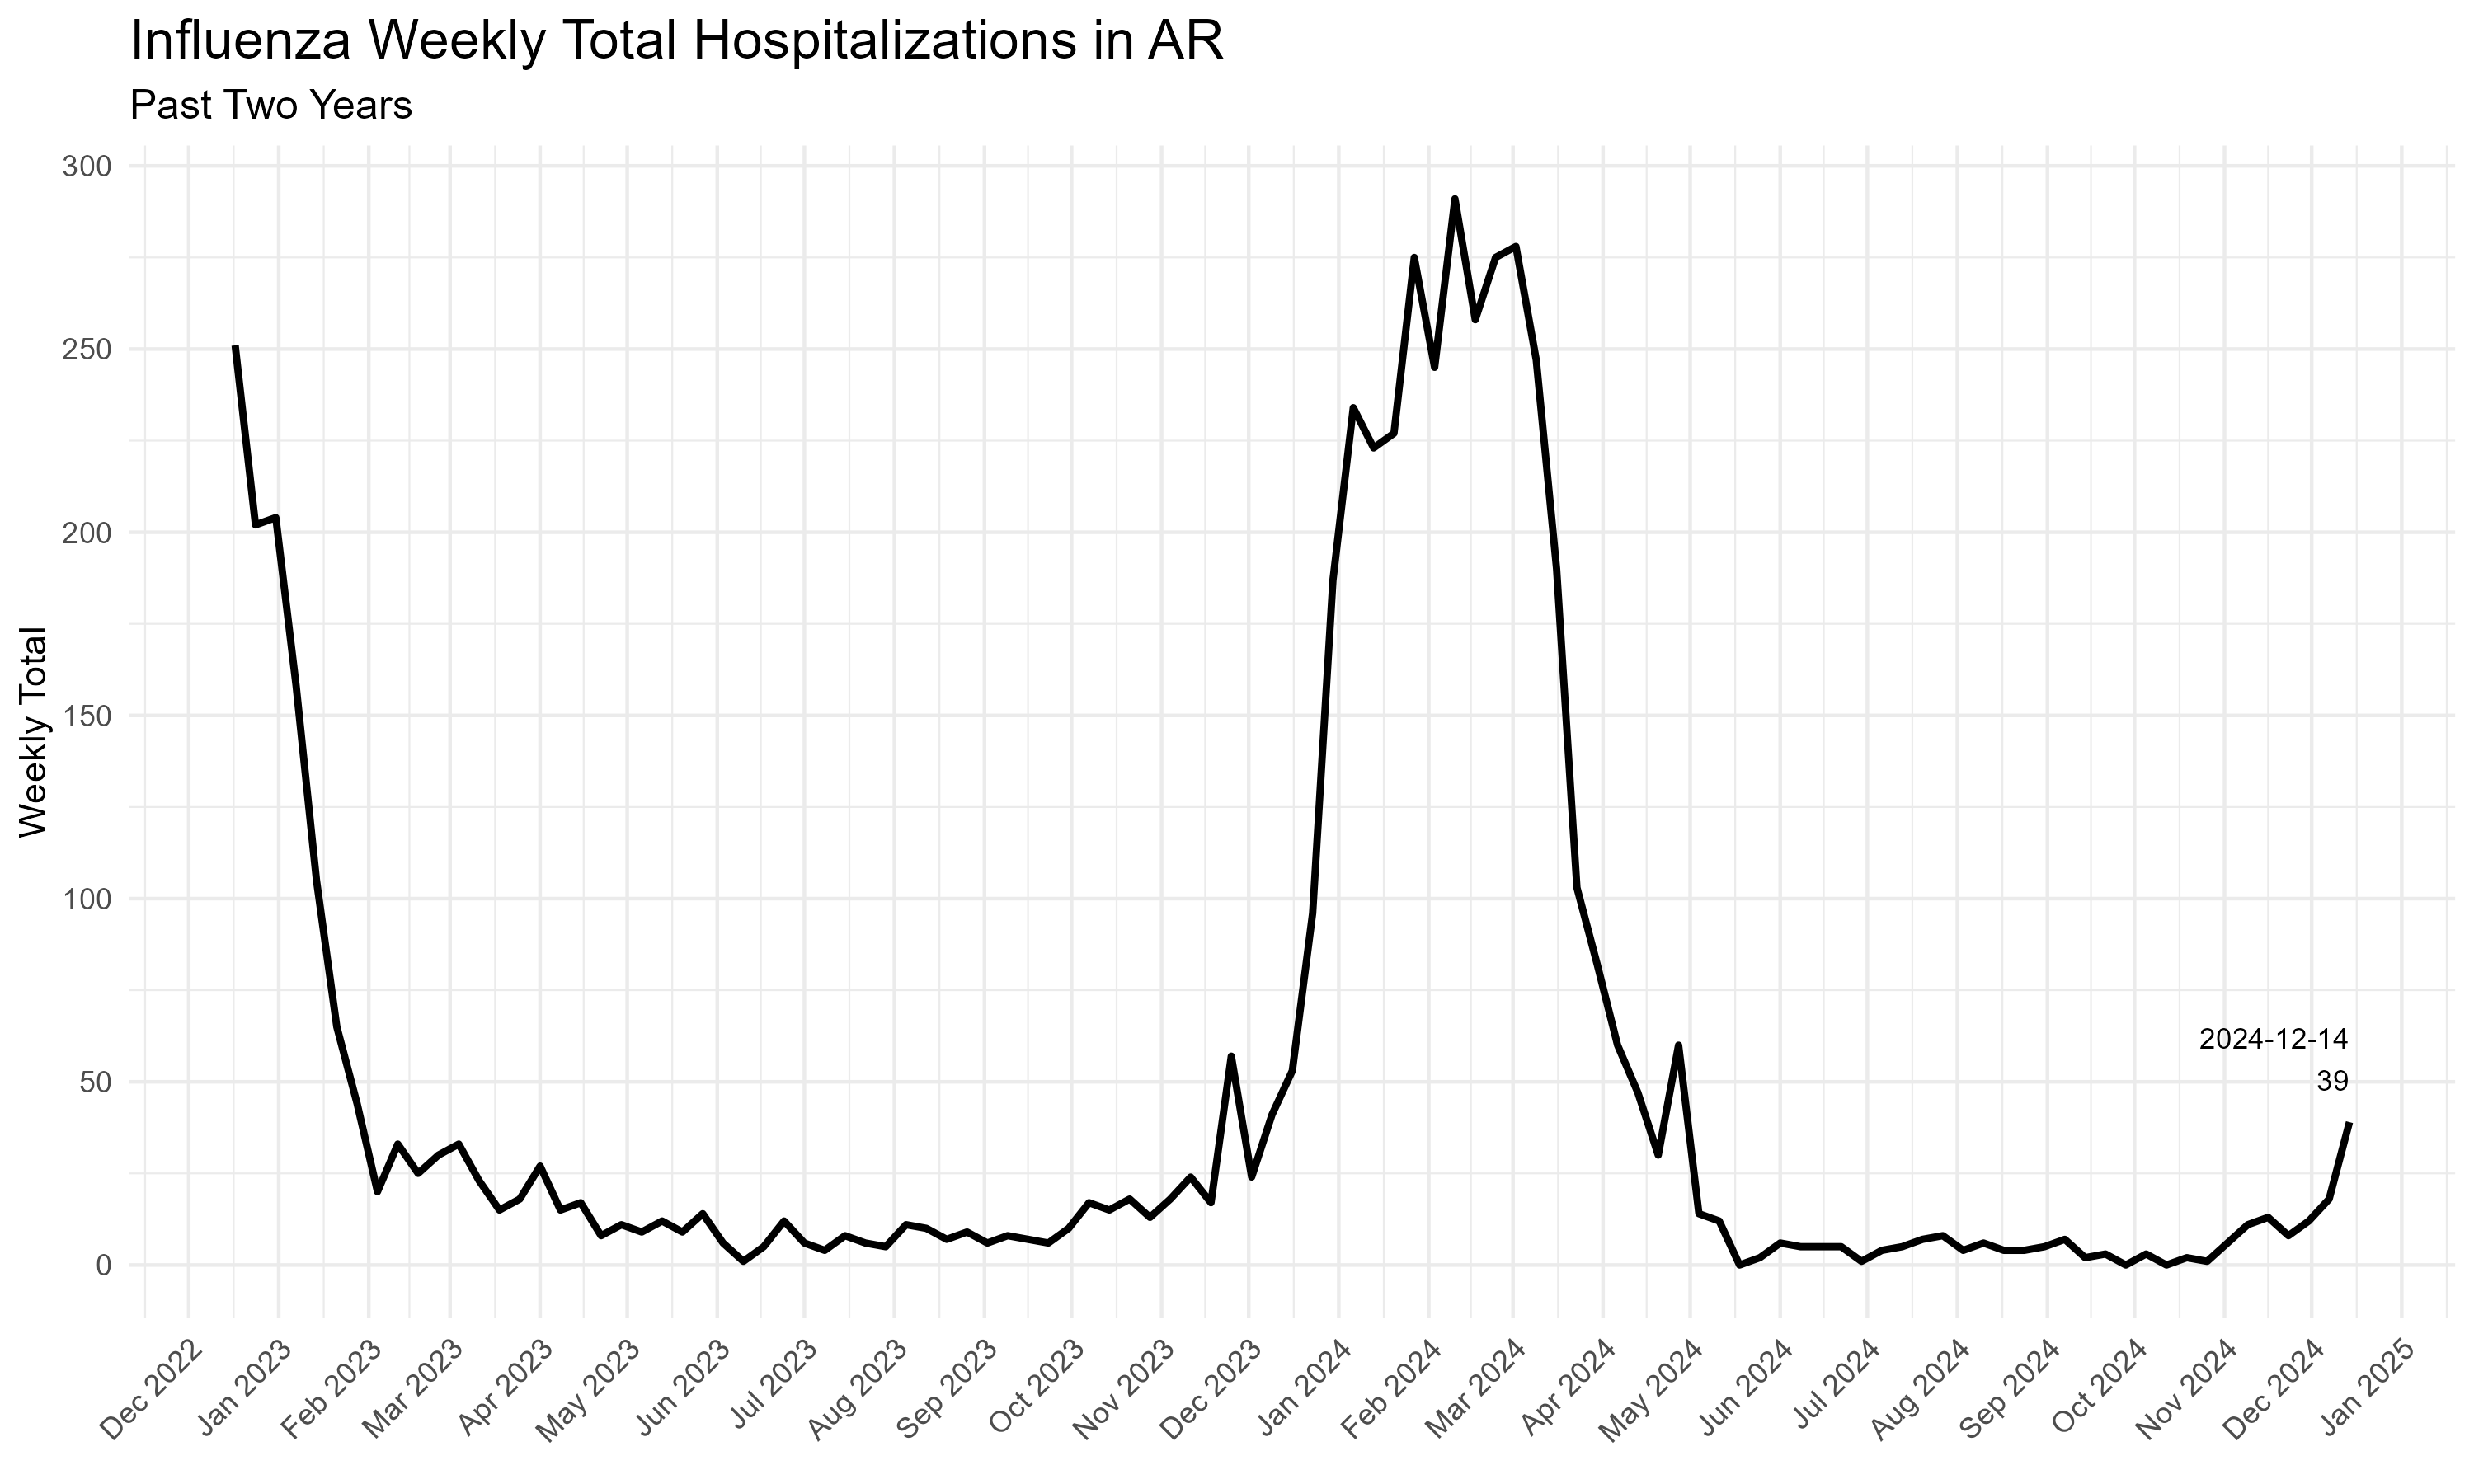 Influenza Weekly Total Hospitalizations in AR
Past Two Years
300
250
200
150
100
50
0
Weekly Total
2024-12-14
39
Dec 2022
Jan 2023
Feb 2023
Mar 2023
Apr 2023
May 2023
Jun 2023
Jul 2023
Aug 2023
Sep 2023
Oct 2023
Nov 2023
Dec 2023
Jan 2024
Feb 2024
Mar 2024
Apr 2024
May 2024
Jun 2024
Jul 2024
Aug 2024
Sep 2024
Oct 2024
Nov 2024
Dec 2024
Jan 2025